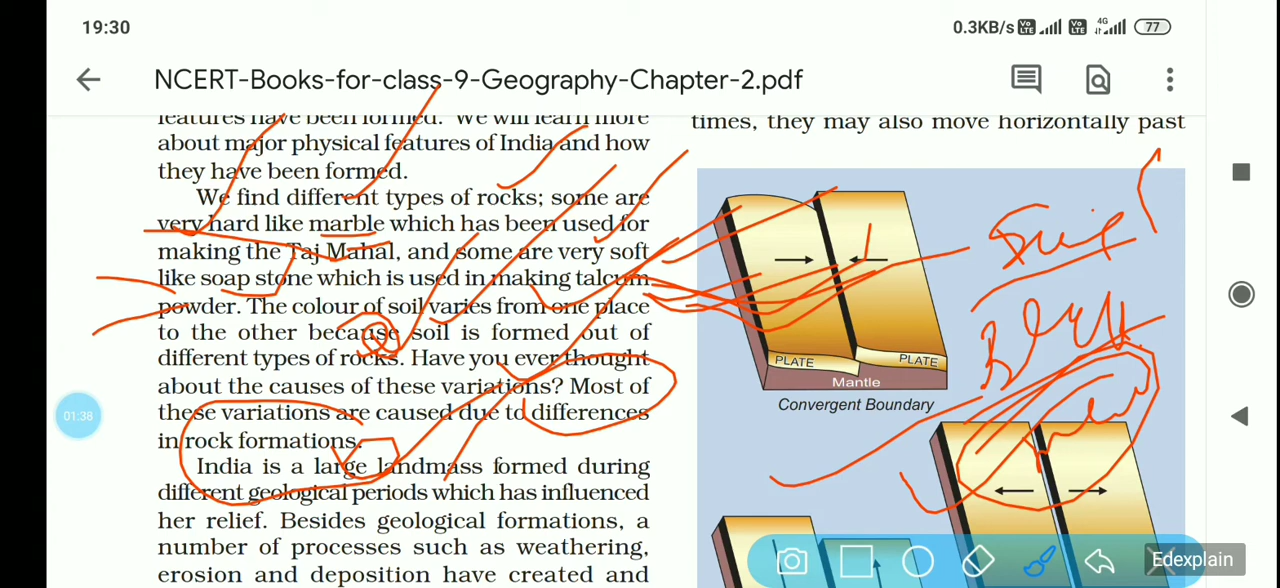 19:30
0.3KB/s Vo LTE Vo LTE 4G 77
NCERT-Books-for-class-9-Geography-Chapter-2.pdf
features have been formed. We will learn more
about major physical features of India and how
they have been formed.
We find different types of rocks; some are
very hard like marble which has been used for
making the Taj Mahal, and some are very soft
like soap stone which is used in making talcum
powder. The colour of soil varies from one place
to the other because soil is formed out of
different types of rocks. Have you ever thought
about the causes of these variations? Most of
these variations are caused due to differences
in rock formations.
India is a large landmass formed during
different geological periods which has influenced
her relief. Besides geological formations, a
number of processes such as weathering,
erosion and deposition have created and
times, they may also move horizontally past
PLATE
PLATE
Mantle
Convergent Boundary
01:38
Edexplain